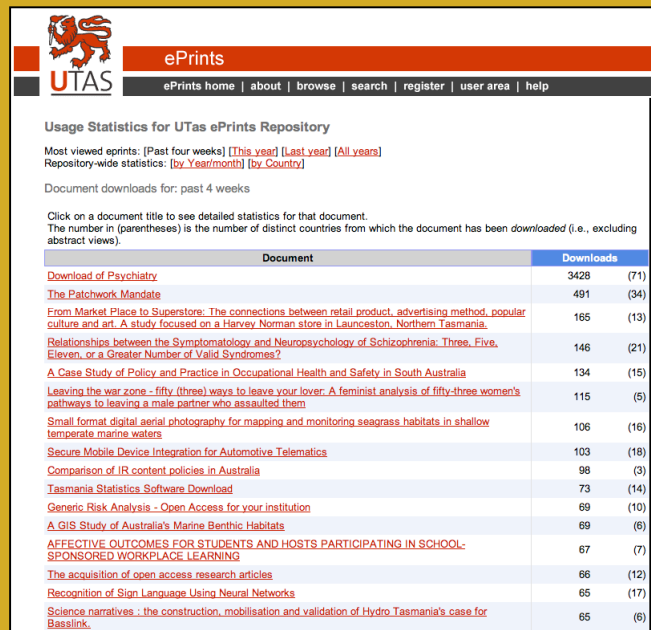 ePrints
UTAS
ePrints home | about | browse | search | register | user area | help
Usage Statistics for UTas ePrints Repository
Most viewed eprints: [Past four weeks] [This year] [Last year] [All years]
Repository-wide statistics: [by Year/month] [by Country]
Document downloads for: past 4 weeks
Click on a document title to see detailed statistics for that document.
The number in (parentheses) is the number of distinct countries from which the document has been downloaded (i.e., excluding
abstract views).
Document Downloads
Download of Psychiatry 3428 (71)
The Patchwork Mandate 491 (34)
From Market Place to Superstore: The connections between retail product, advertising method, popular
culture and art. A study focused on a Harvey Norman store in Launceston, Northern Tasmania. 165 (13)
Relationships between the Symptomatology and Neuropsychology of Schizophrenia: Three, Five,
Eleven, or a Greater Number of Valid Syndromes? 146 (21)
A Case Study of Policy and Practice in Occupational Health and Safety in South Australia 134 (15)
Leaving the war zone - fifty (three) ways to leave your lover: A feminist analysis of fifty-three women's
pathways to leaving a male partner who assaulted them 115 (5)
Small format digital aerial photography for mapping and monitoring seagrass habitats in shallow
temperate marine waters 106 (16)
Secure Mobile Device Integration for Automotive Telematics 103 (18)
Comparison of IR content policies in Australia 98 (3)
Tasmania Statistics Software Download 73 (14)
Generic Risk Analysis - Open Access for your institution 69 (10)
A GIS Study of Australia's Marine Benthic Habitats 69 (6)
AFFECTIVE OUTCOMES FOR STUDENTS AND HOSTS PARTICIPATING IN SCHOOL-
SPONSORED WORKPLACE LEARNING 67 (7)
The acquisition of open access research articles 66 (12)
Recognition of Sign Language Using Neural Networks 65 (17)
Science narratives : the construction, mobilisation and validation of Hydro Tasmania's case for
Basslink. 65 (6)